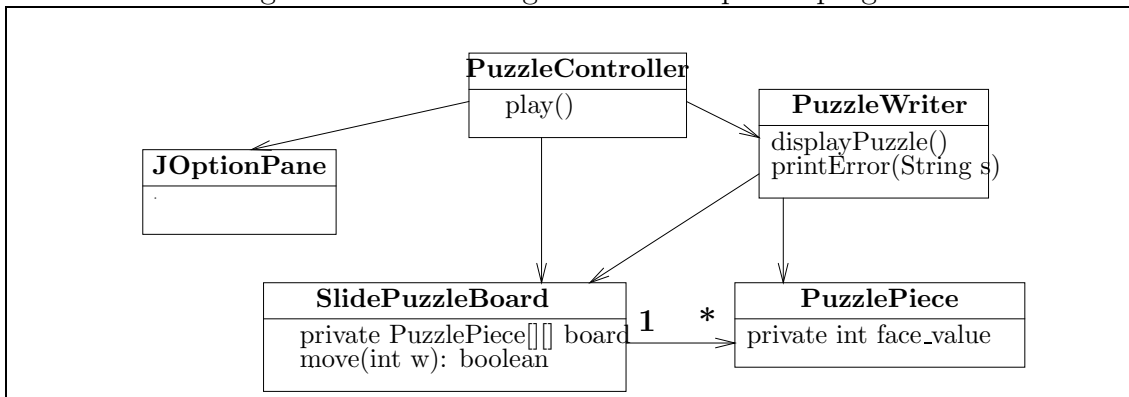 PuzzleController
play()
PuzzleWriter
displayPuzzle()
printError(String s)
JOptionPane
.
SlidePuzzleBoard
private PuzzlePiece[][] board
move(int w): boolean
1 *
PuzzlePiece
private int face_value